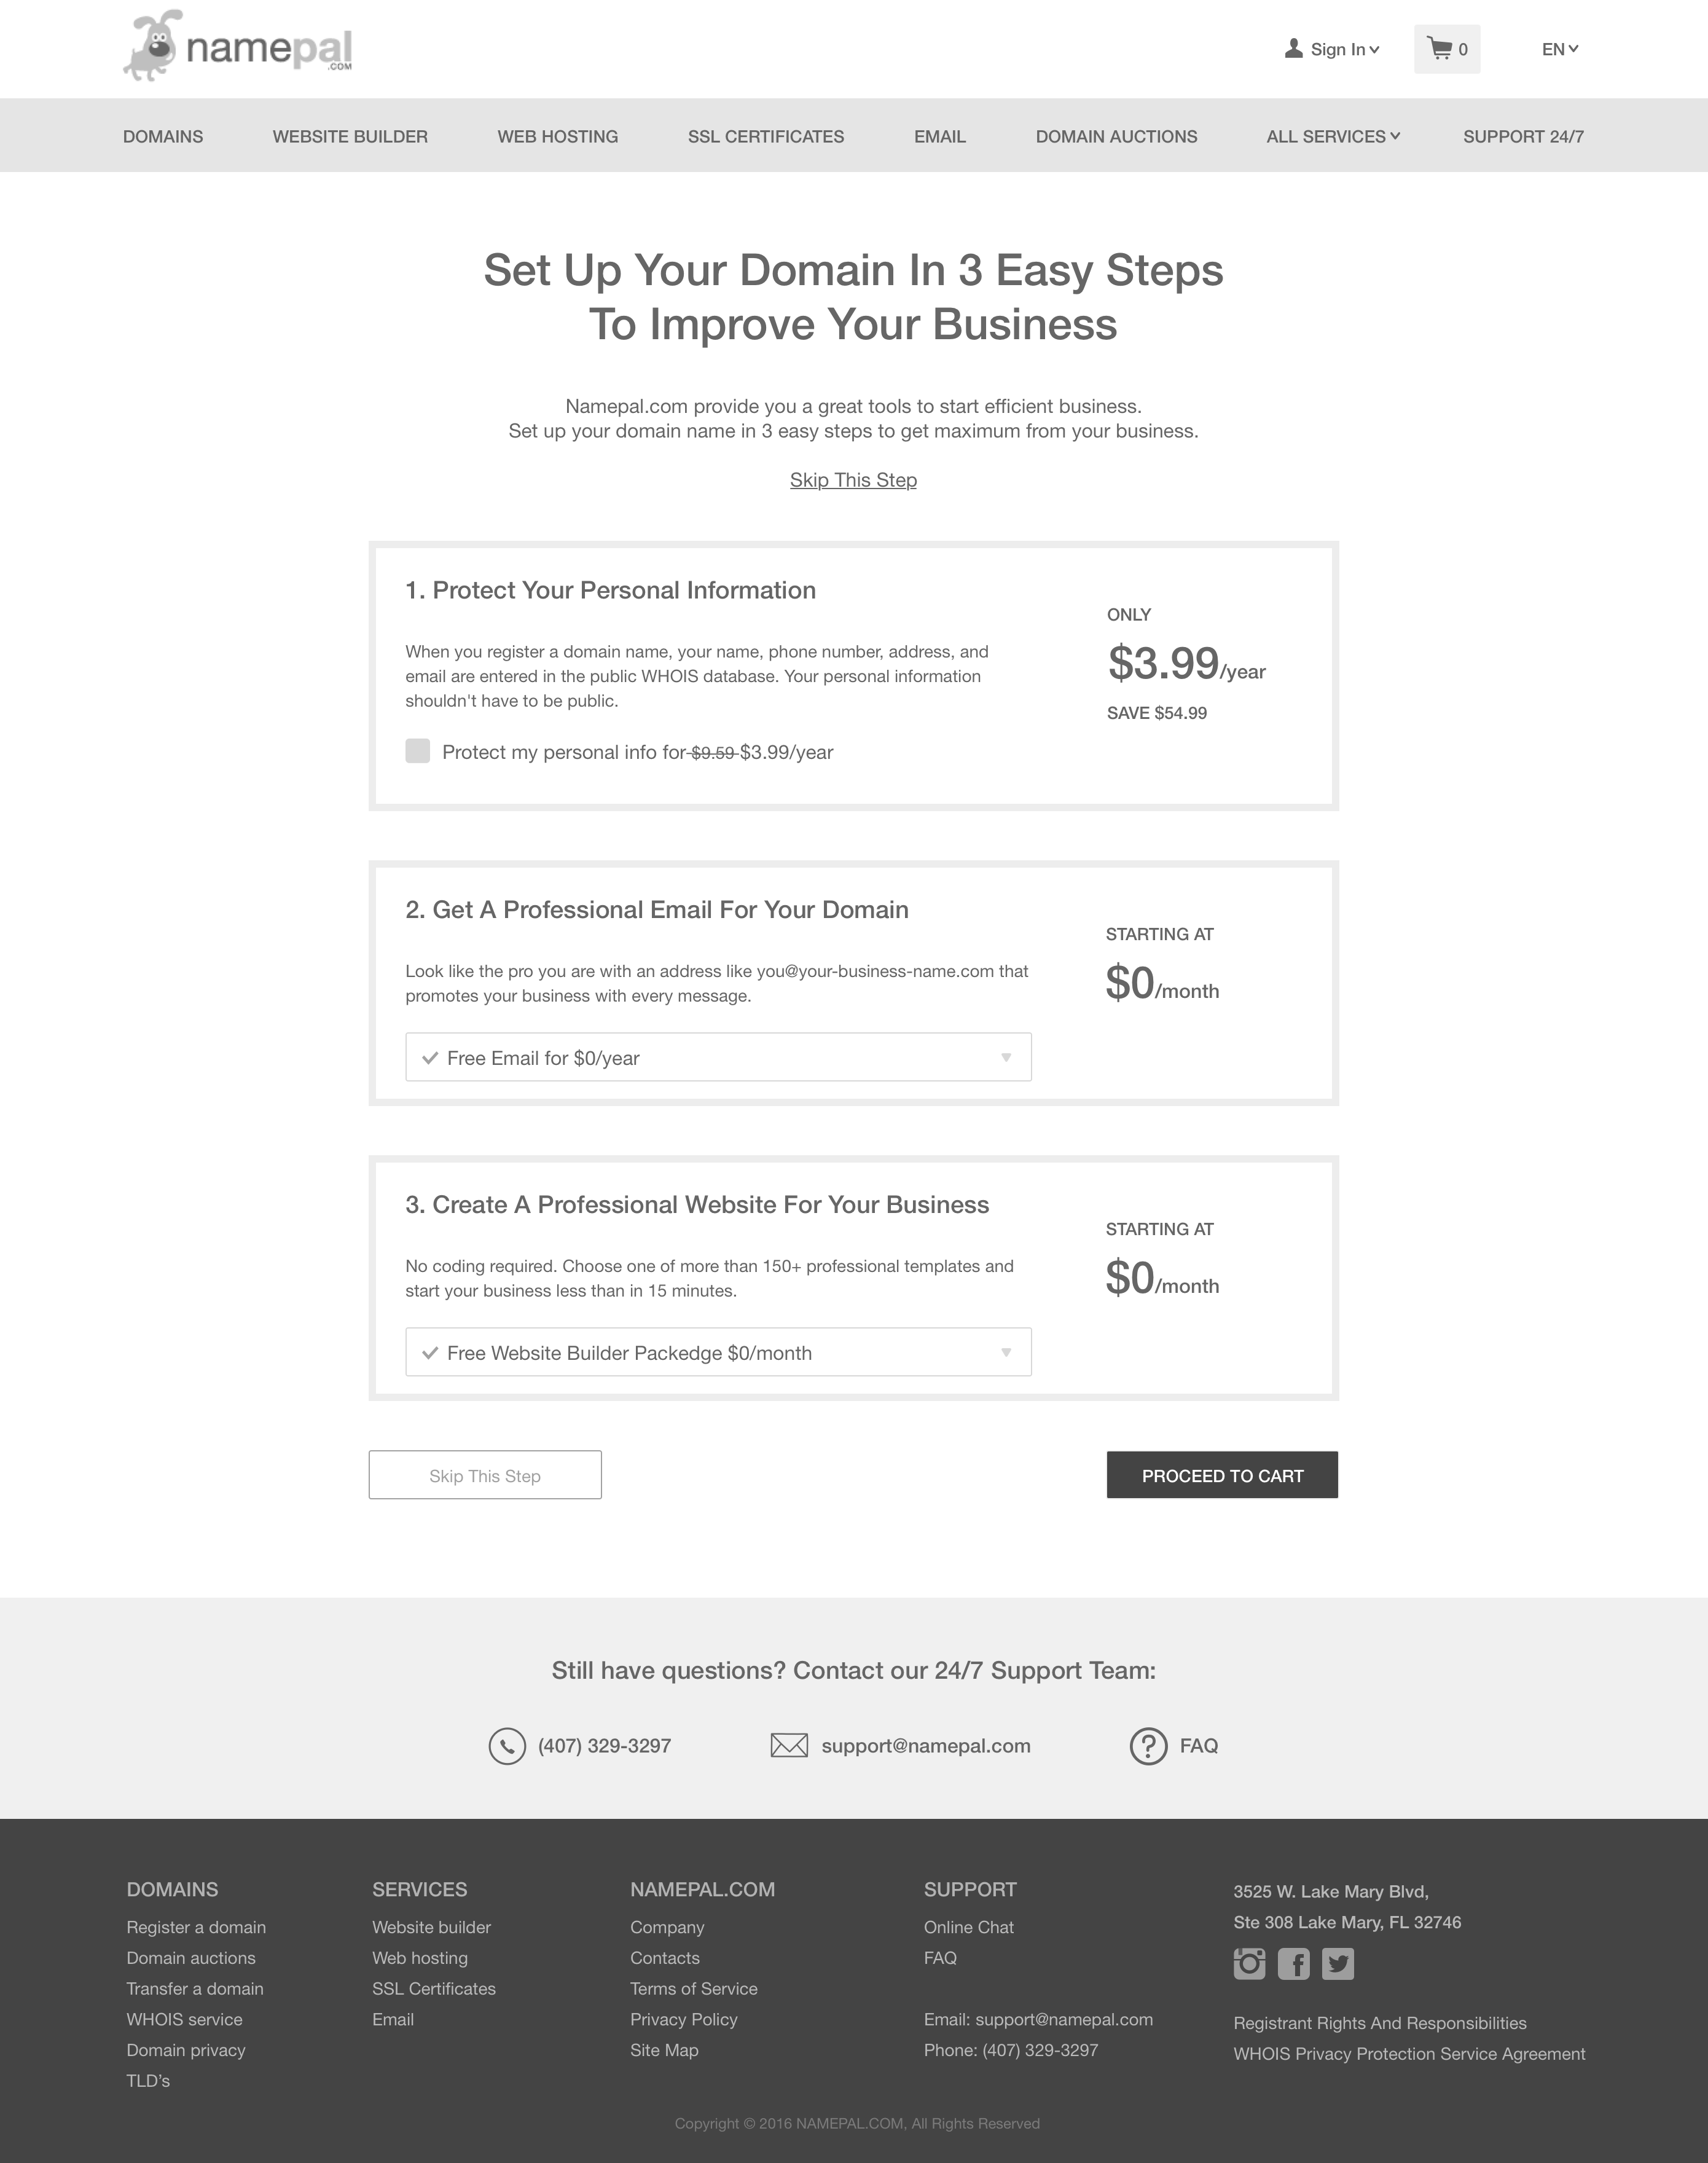 namepal
.COM
Sign In
0
EN
DOMAINS
WEBSITE BUILDER
WEB HOSTING
SSL CERTIFICATES
EMAIL
DOMAIN AUCTIONS
ALL SERVICES
SUPPORT 24/7
Set Up Your Domain In 3 Easy Steps
To Improve Your Business
Namepal.com provide you a great tools to start efficient business.
Set up your domain name in 3 easy steps to get maximum from your business.
Skip This Step
1. Protect Your Personal Information
When you register a domain name, your name, phone number, address, and
email are entered in the public WHOIS database. Your personal information
shouldn't have to be public.
Protect my personal info for $9.59 $3.99/year
ONLY
$3.99/year
SAVE $54.99
2. Get A Professional Email For Your Domain
Look like the pro you are with an address like you@your-business-name.com that
promotes your business with every message.
Free Email for $0/year
STARTING AT
$0/month
3. Create A Professional Website For Your Business
No coding required. Choose one of more than 150+ professional templates and
start your business less than in 15 minutes.
Free Website Builder Packedge $0/month
STARTING AT
$0/month
Skip This Step
PROCEED TO CART
Still have questions? Contact our 24/7 Support Team:
(407) 329-3297
support@namepal.com
FAQ
DOMAINS
Register a domain
Domain auctions
Transfer a domain
WHOIS service
Domain privacy
TLD’s
SERVICES
Website builder
Web hosting
SSL Certificates
Email
NAMEPAL.COM
Company
Contacts
Terms of Service
Privacy Policy
Site Map
SUPPORT
Online Chat
FAQ
Email: support@namepal.com
Phone: (407) 329-3297
3525 W. Lake Mary Blvd,
Ste 308 Lake Mary, FL 32746
Registrant Rights And Responsibilities
WHOIS Privacy Protection Service Agreement
Copyright © 2016 NAMEPAL.COM, All Rights Reserved